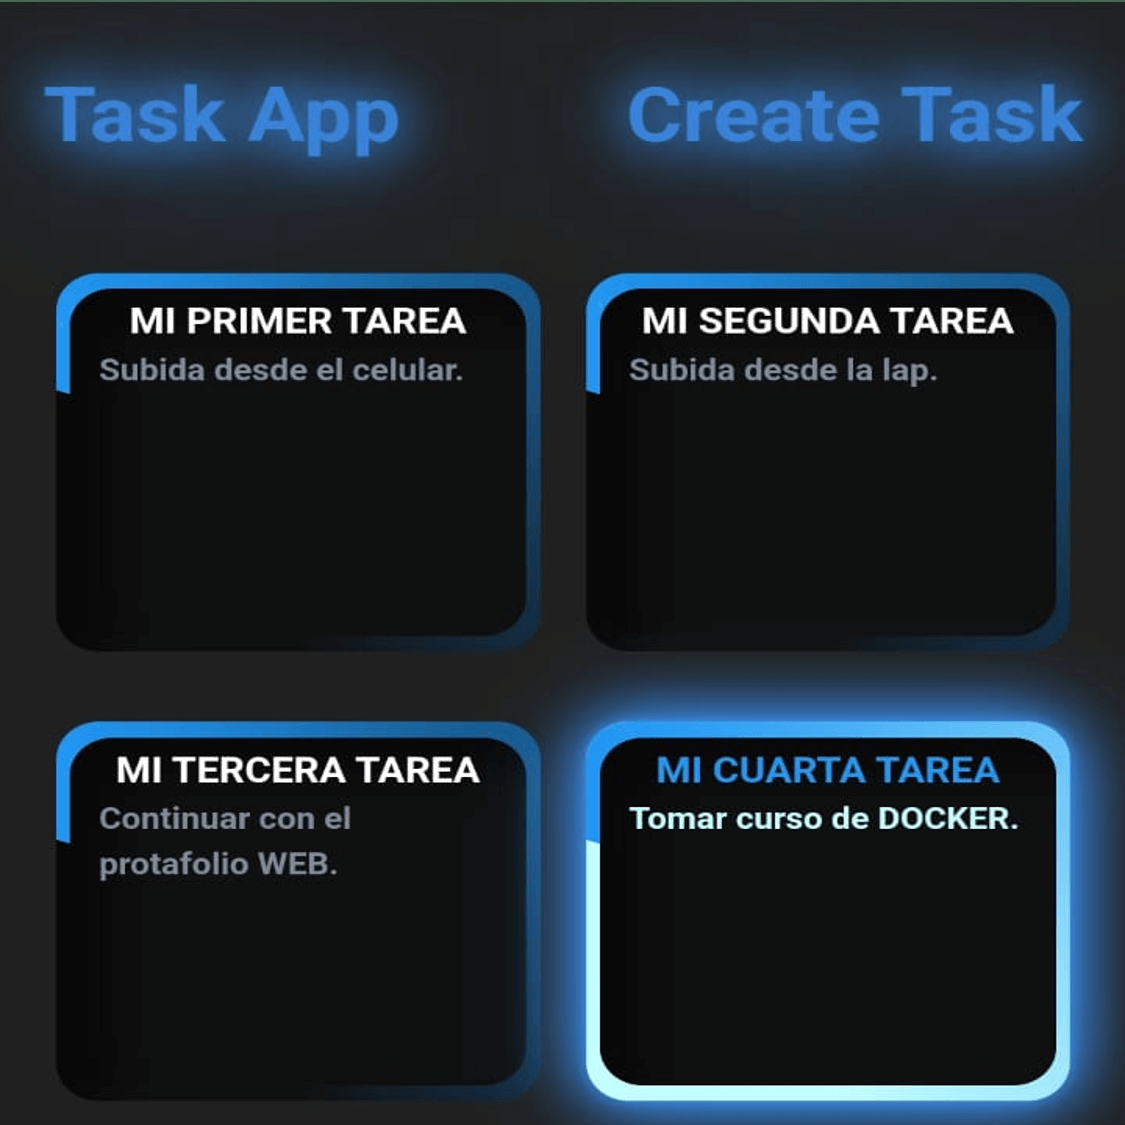 Task App
Create Task
MI PRIMER TAREA
Subida desde el celular.
MI SEGUNDA TAREA
Subida desde la lap.
MI TERCERA TAREA
Continuar con el
protafolio WEB.
MI CUARTA TAREA
Tomar curso de DOCKER.